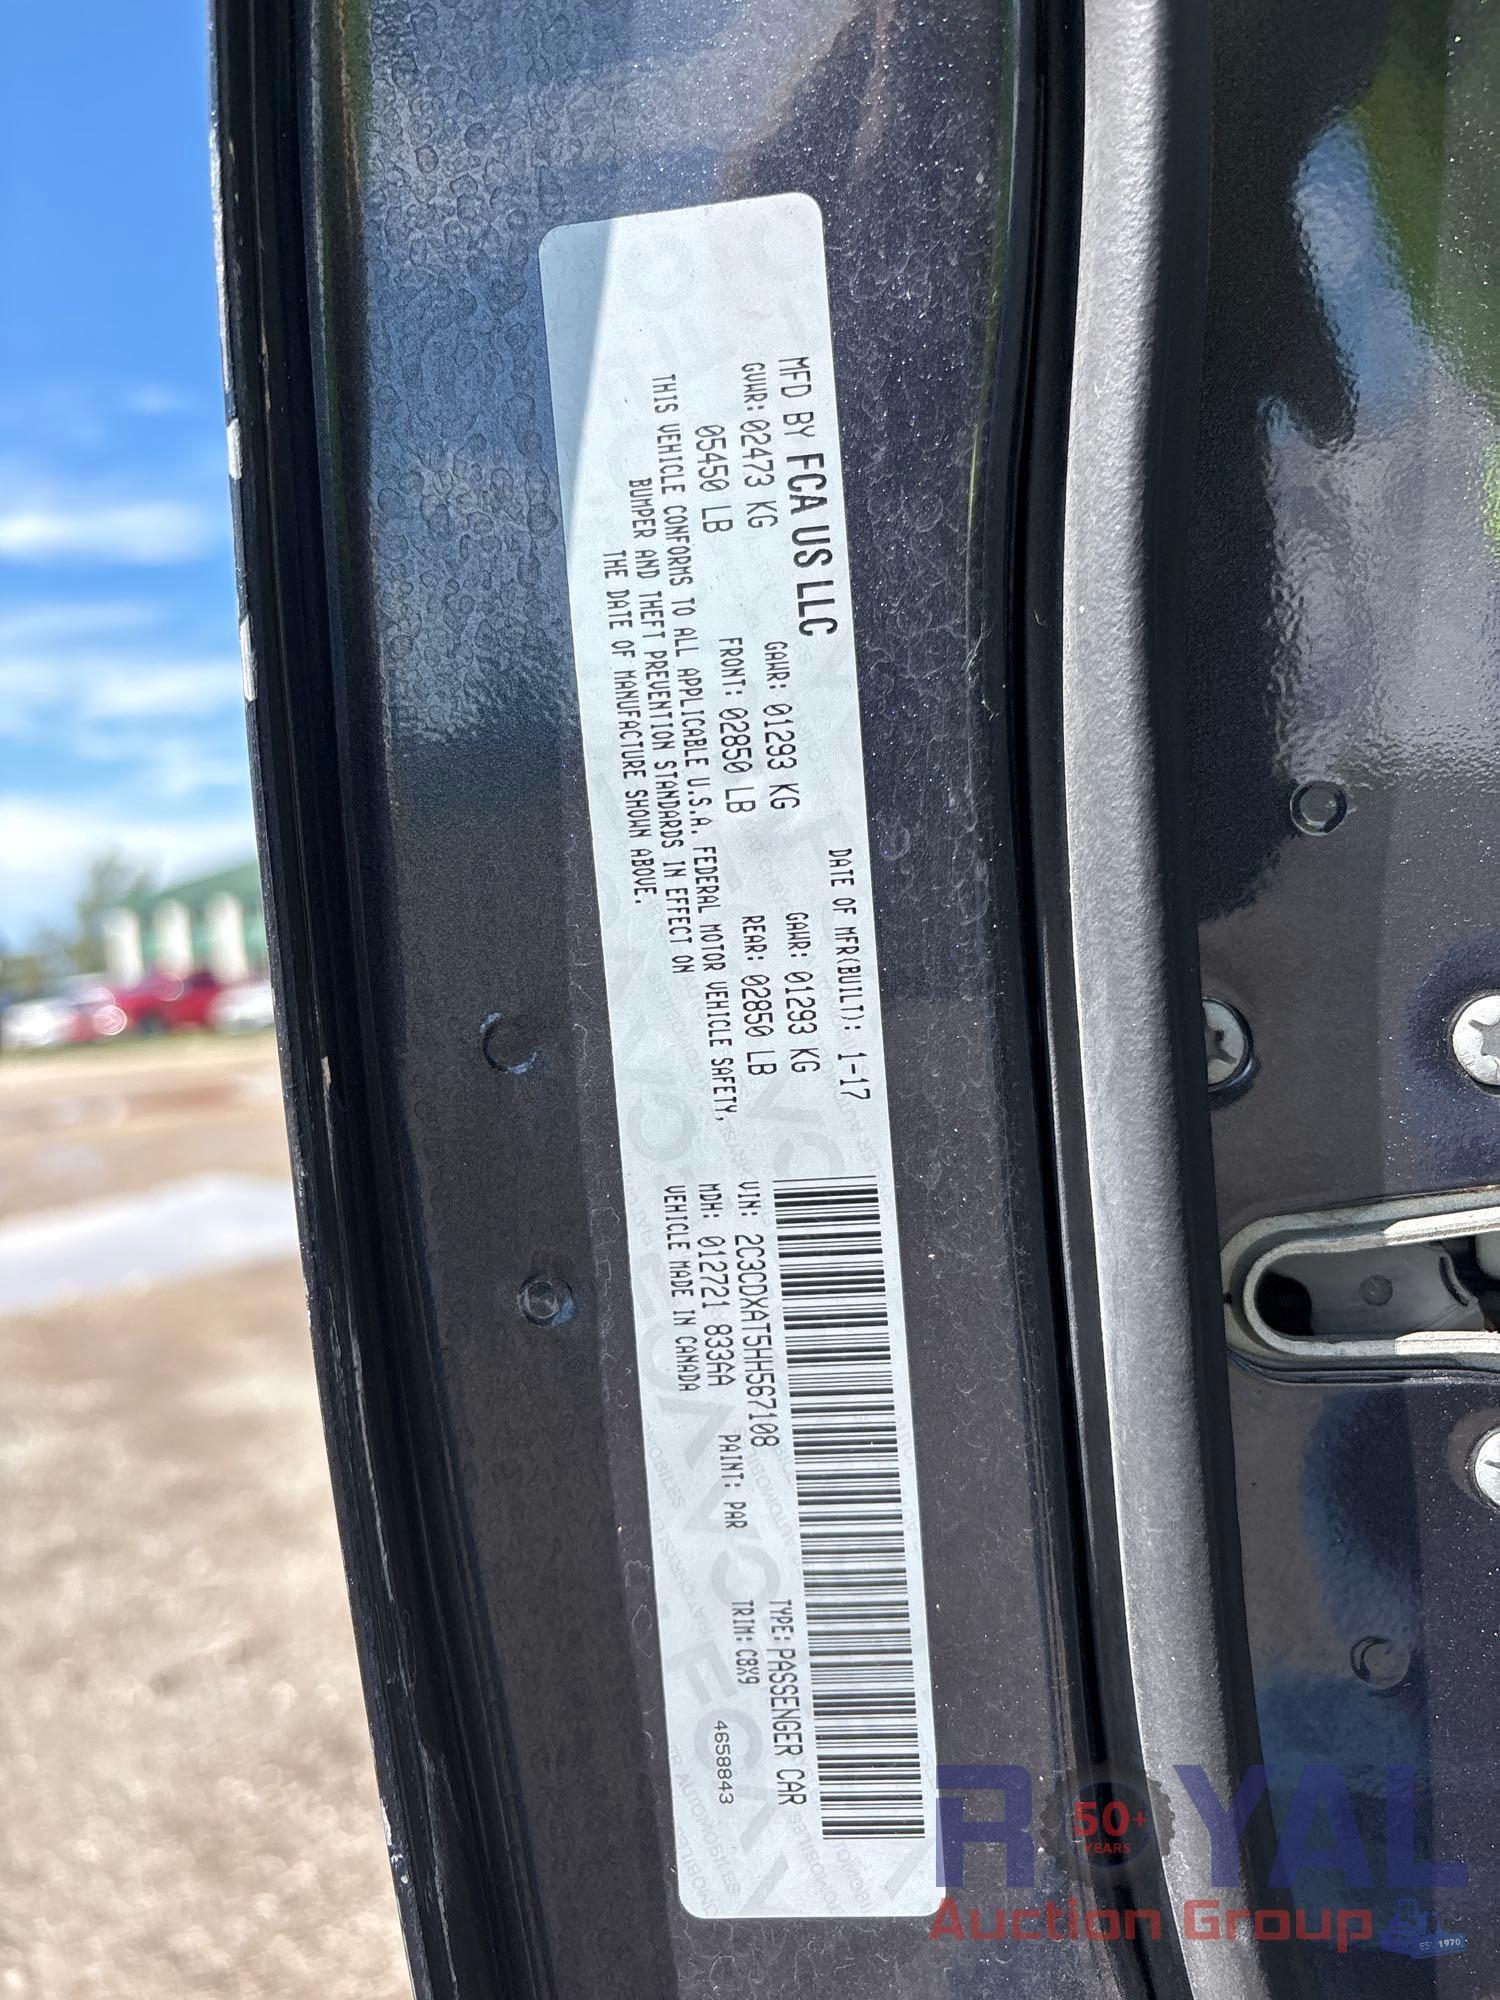 MFD BY FCA US LLC
DATE OF MFR(BUILT): 1-17
GVWR: 02473 KG
GAWR: 01293 KG
GAWR: 01293 KG
05450 LB
FRONT: 02850 LB
REAR: 02850 LB
THIS VEHICLE CONFORMS TO ALL APPLICABLE U.S.A. FEDERAL MOTOR VEHICLE SAFETY,
BUMPER AND THEFT PREVENTION STANDARDS IN EFFECT ON
THE DATE OF MANUFACTURE SHOWN ABOVE.
VIN: 2C3CDXAT5HH567108
TYPE: PASSENGER CAR
MDH: 012721 833AA
PAINT: PAR
TRIM: C8X9
VEHICLE MADE IN CANADA
4658843
ROYAL
50+
YEARS
Auction Group
EST. 1970